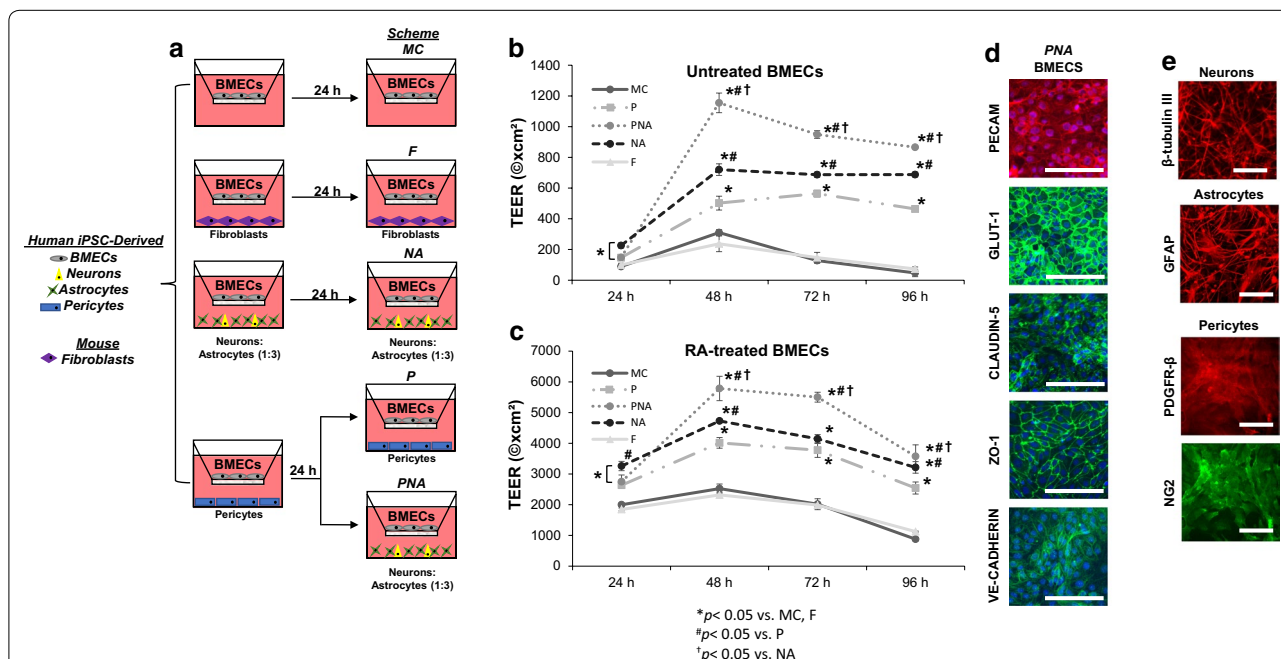 a
Scheme
MC
BMECs
24 h
BMECs
F
BMECs
24 h
BMECs
Fibroblasts
Fibroblasts
Human iPSC-Derived
BMECs
Neurons
Astrocytes
Pericytes
Mouse
Fibroblasts
NA
BMECs
24 h
BMECs
Neurons:
Astrocytes (1:3)
Neurons:
Astrocytes (1:3)
P
BMECs
Pericytes
BMECs
24 h
Pericytes
PNA
BMECs
Neurons:
Astrocytes (1:3)
b
Untreated BMECs
TEER (©xcm²)
1400
1200
1000
800
600
400
200
0
MC
P
PNA
NA
F
*
*#†
*#†
*#†
*#
*#
*#
*
*
*
24 h
48 h
72 h
96 h
c
RA-treated BMECs
TEER (©xcm²)
7000
6000
5000
4000
3000
2000
1000
0
MC
P
PNA
NA
F
#
*
*#†
*#†
*#†
*#
*
*#
*
*
*
24 h
48 h
72 h
96 h
*p< 0.05 vs. MC, F
#p< 0.05 vs. P
†p< 0.05 vs. NA
d
PNA
BMECS
PECAM
GLUT-1
CLAUDIN-5
ZO-1
VE-CADHERIN
e
Neurons
β-tubulin III
Astrocytes
GFAP
Pericytes
PDGFR-β
NG2